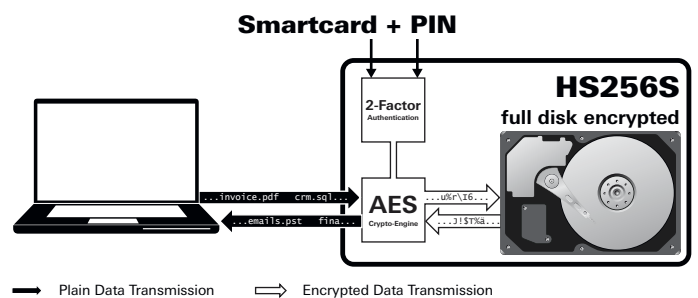 Smartcard + PIN
HS256S
full disk encrypted
2-Factor
Authentication
...invoice.pdf crm.sql...
...emails.pst fina...
AES
Crypto-Engine
...u%r\I6...
...J!$T%ä...
Plain Data Transmission
Encrypted Data Transmission